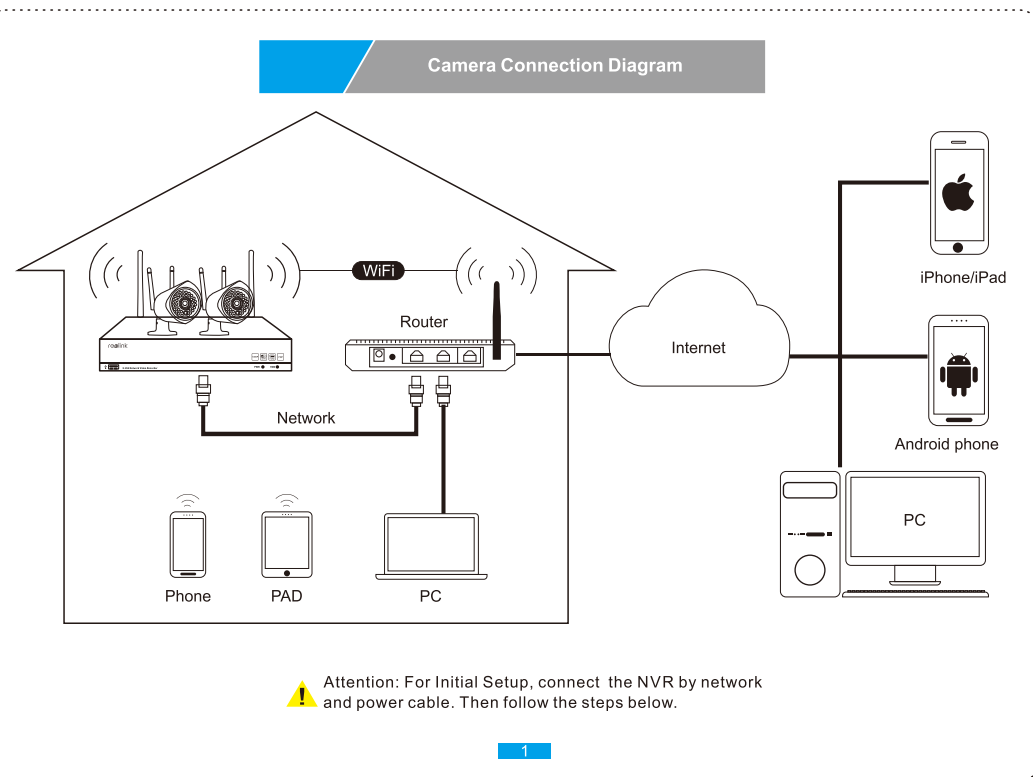 Camera Connection Diagram
WiFi
iPhone/iPad
Router
reolink
Internet
Network
Android phone
PC
Phone
PAD
PC
Attention: For Initial Setup, connect the NVR by network
and power cable. Then follow the steps below.
1